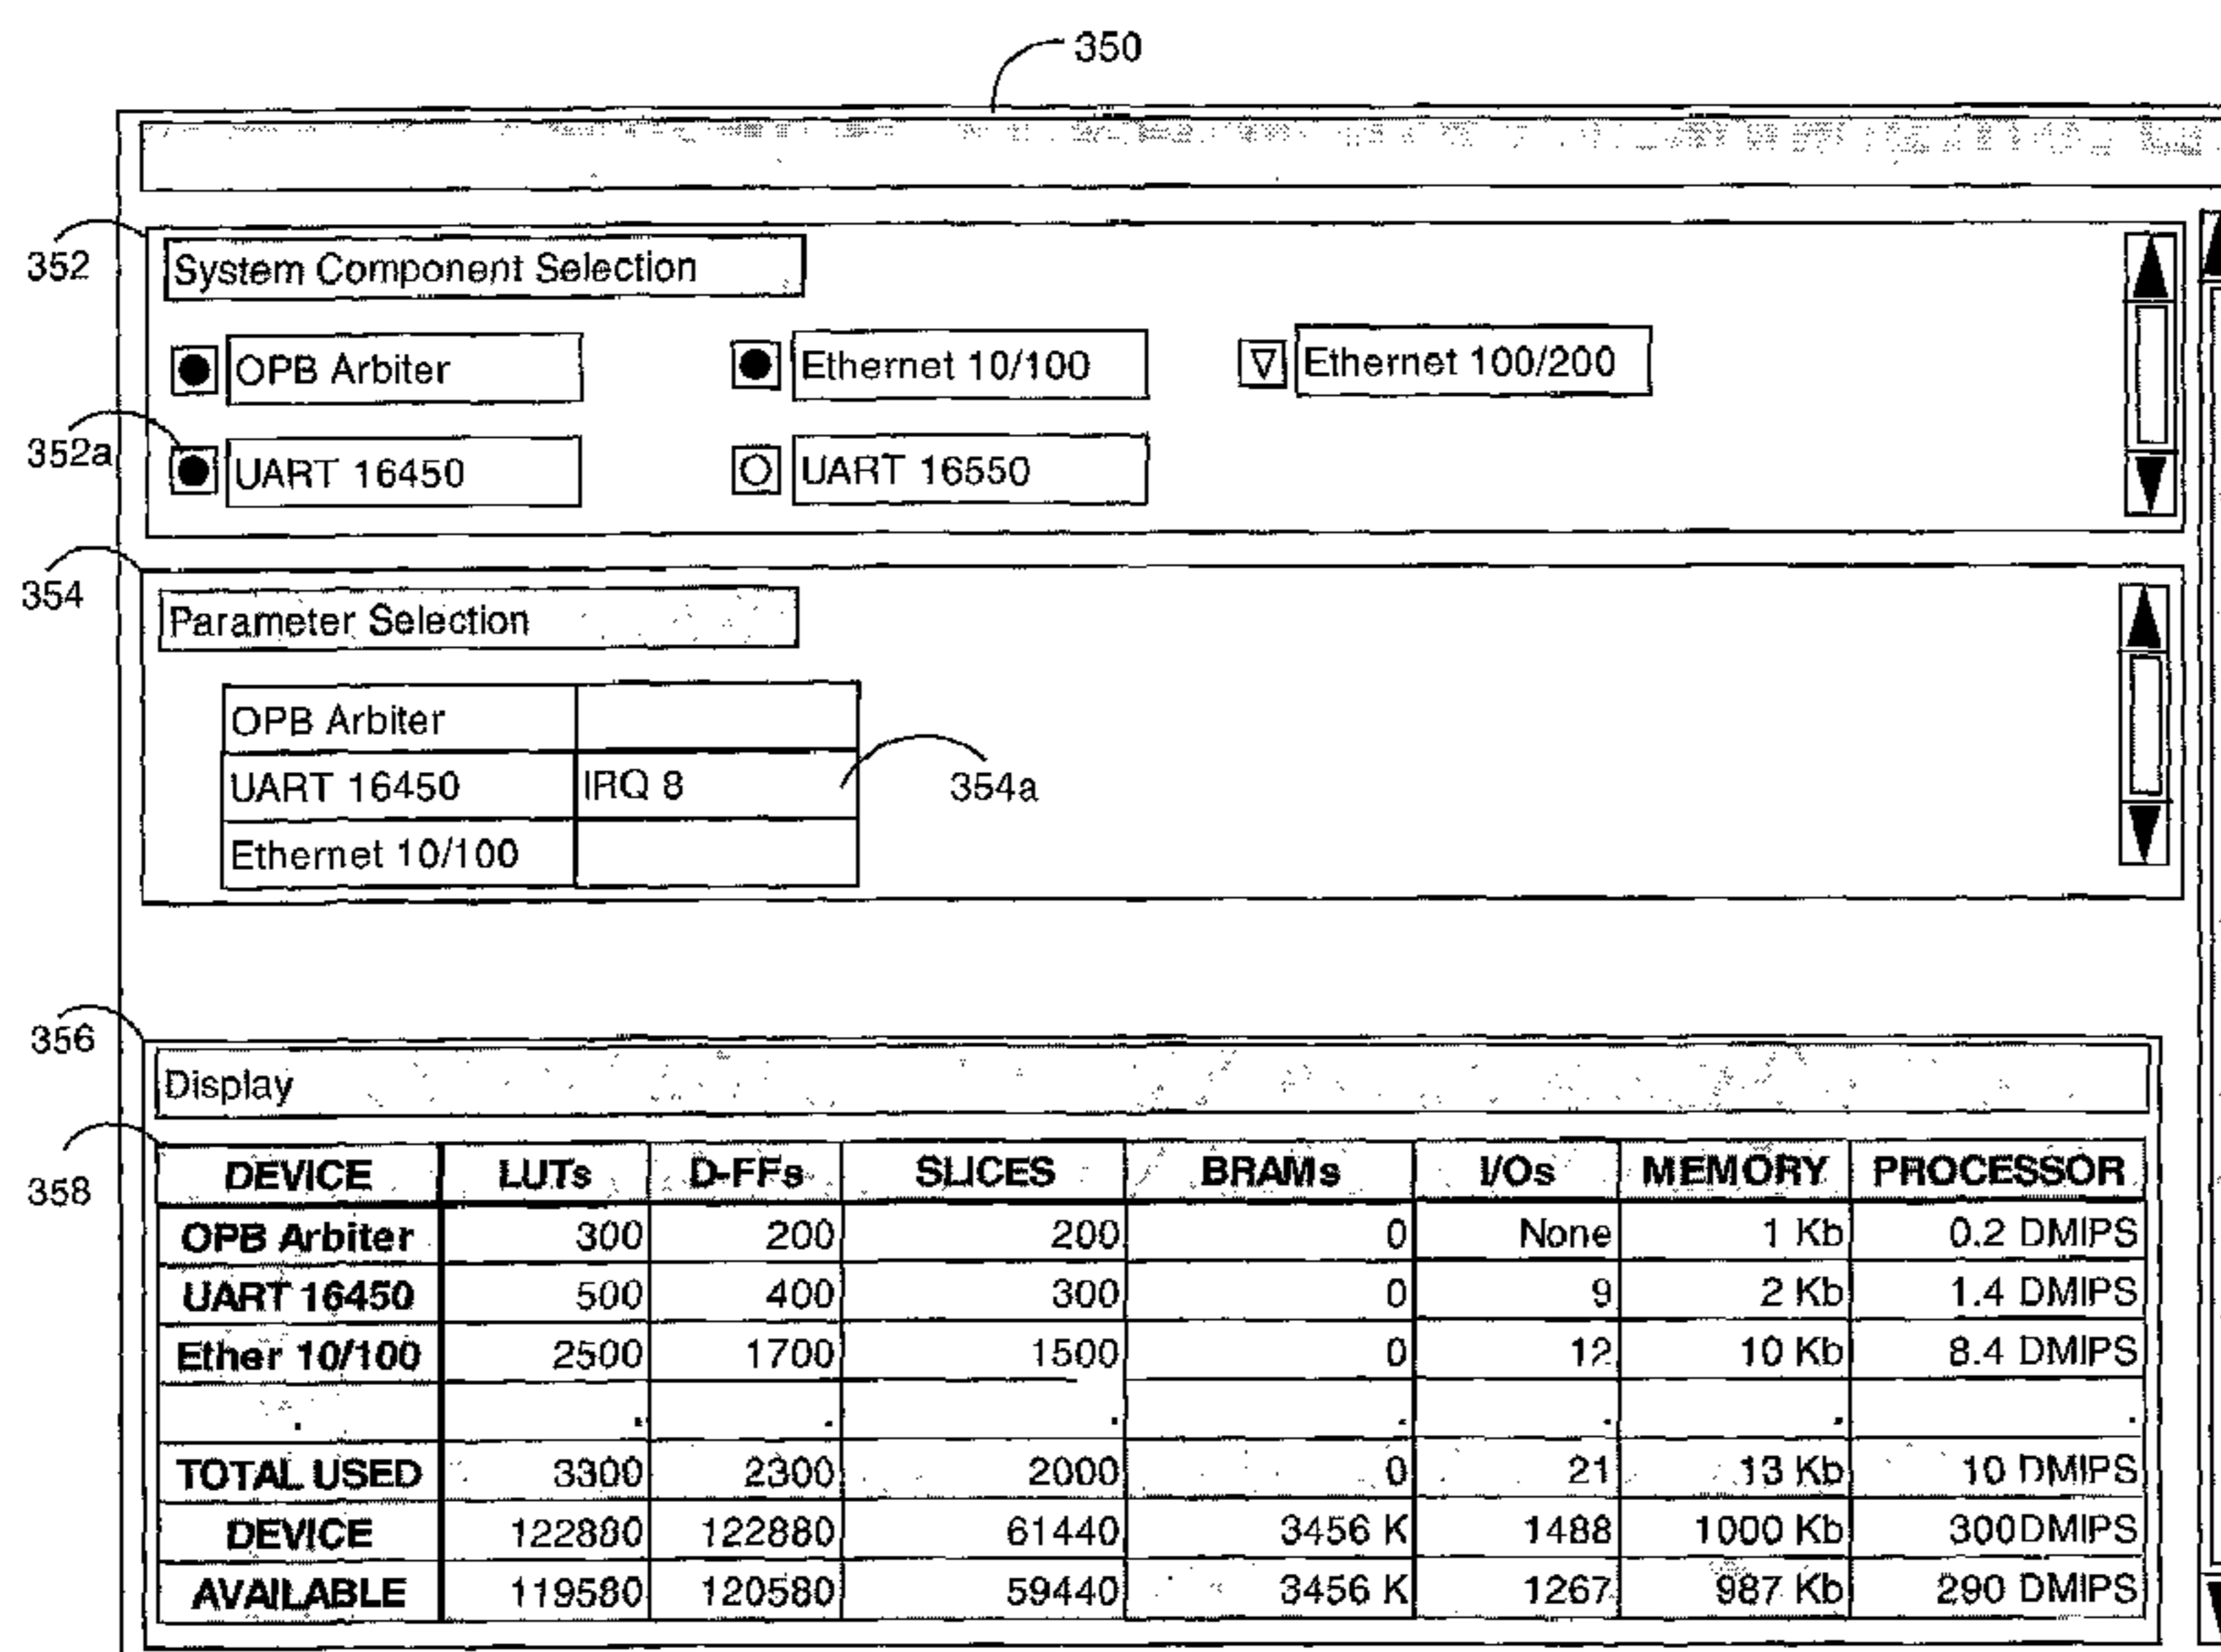 350
352
System Component Selection
OPB Arbiter Ethernet 10/100 Ethernet 100/200
352a
UART 16450 UART 16550
354
Parameter Selection
OPB Arbiter
UART 16450 IRQ 8
354a
Ethernet 10/100
356
Display
358
DEVICE LUTs D-FFs SLICES BRAMs I/Os MEMORY PROCESSOR
OPB Arbiter 300 200 200 0 None 1 Kb 0.2 DMIPS
UART 16450 500 400 300 0 9 2 Kb 1.4 DMIPS
Ether 10/100 2500 1700 1500 0 12 10 Kb 8.4 DMIPS
. . . . . . . .
TOTAL USED 3300 2300 2000 0 21 13 Kb 10 DMIPS
DEVICE 122880 122880 61440 3456 K 1488 1000 Kb 300DMIPS
AVAILABLE 119580 120580 59440 3456 K 1267 987 Kb 290 DMIPS